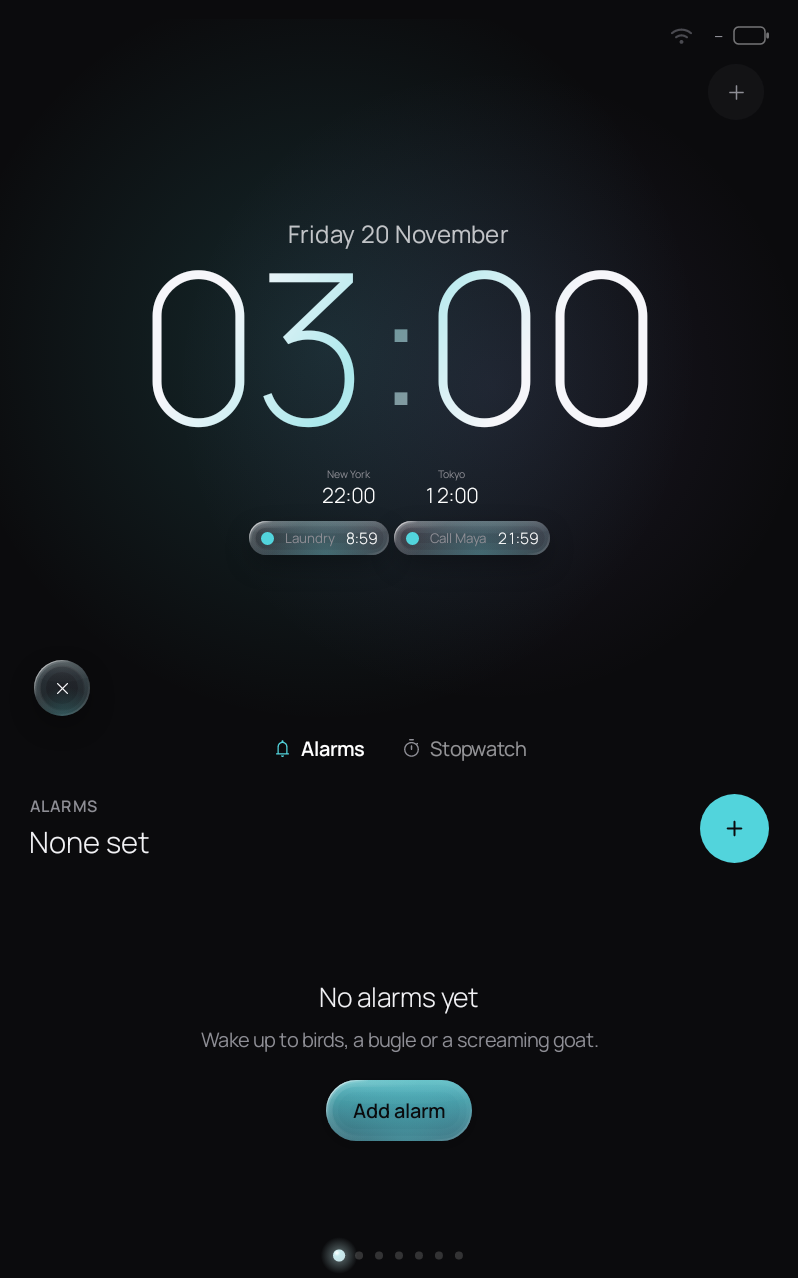 –
Friday 20 November
03:00
New York Tokyo
22:00 12:00
Laundry 8:59 Call Maya 21:59
Alarms Stopwatch
ALARMS
None set
No alarms yet
Wake up to birds, a bugle or a screaming goat.
Add alarm